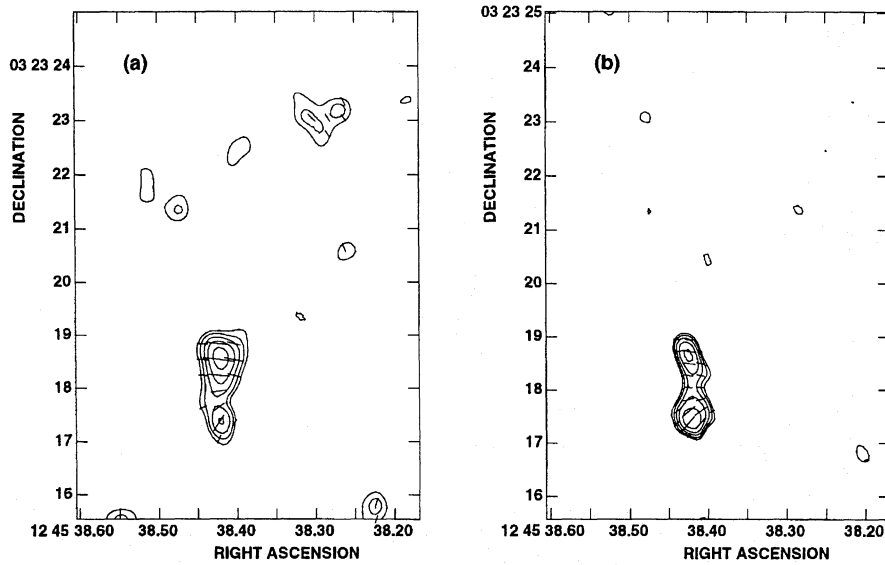 (a)
03 23 24
23
22
21
20
19
18
17
16
DECLINATION
12 45 38.60 38.50 38.40 38.30 38.20
RIGHT ASCENSION
(b)
03 23 25
24
23
22
21
20
19
18
17
16
DECLINATION
12 45 38.60 38.50 38.40 38.30 38.20
RIGHT ASCENSION